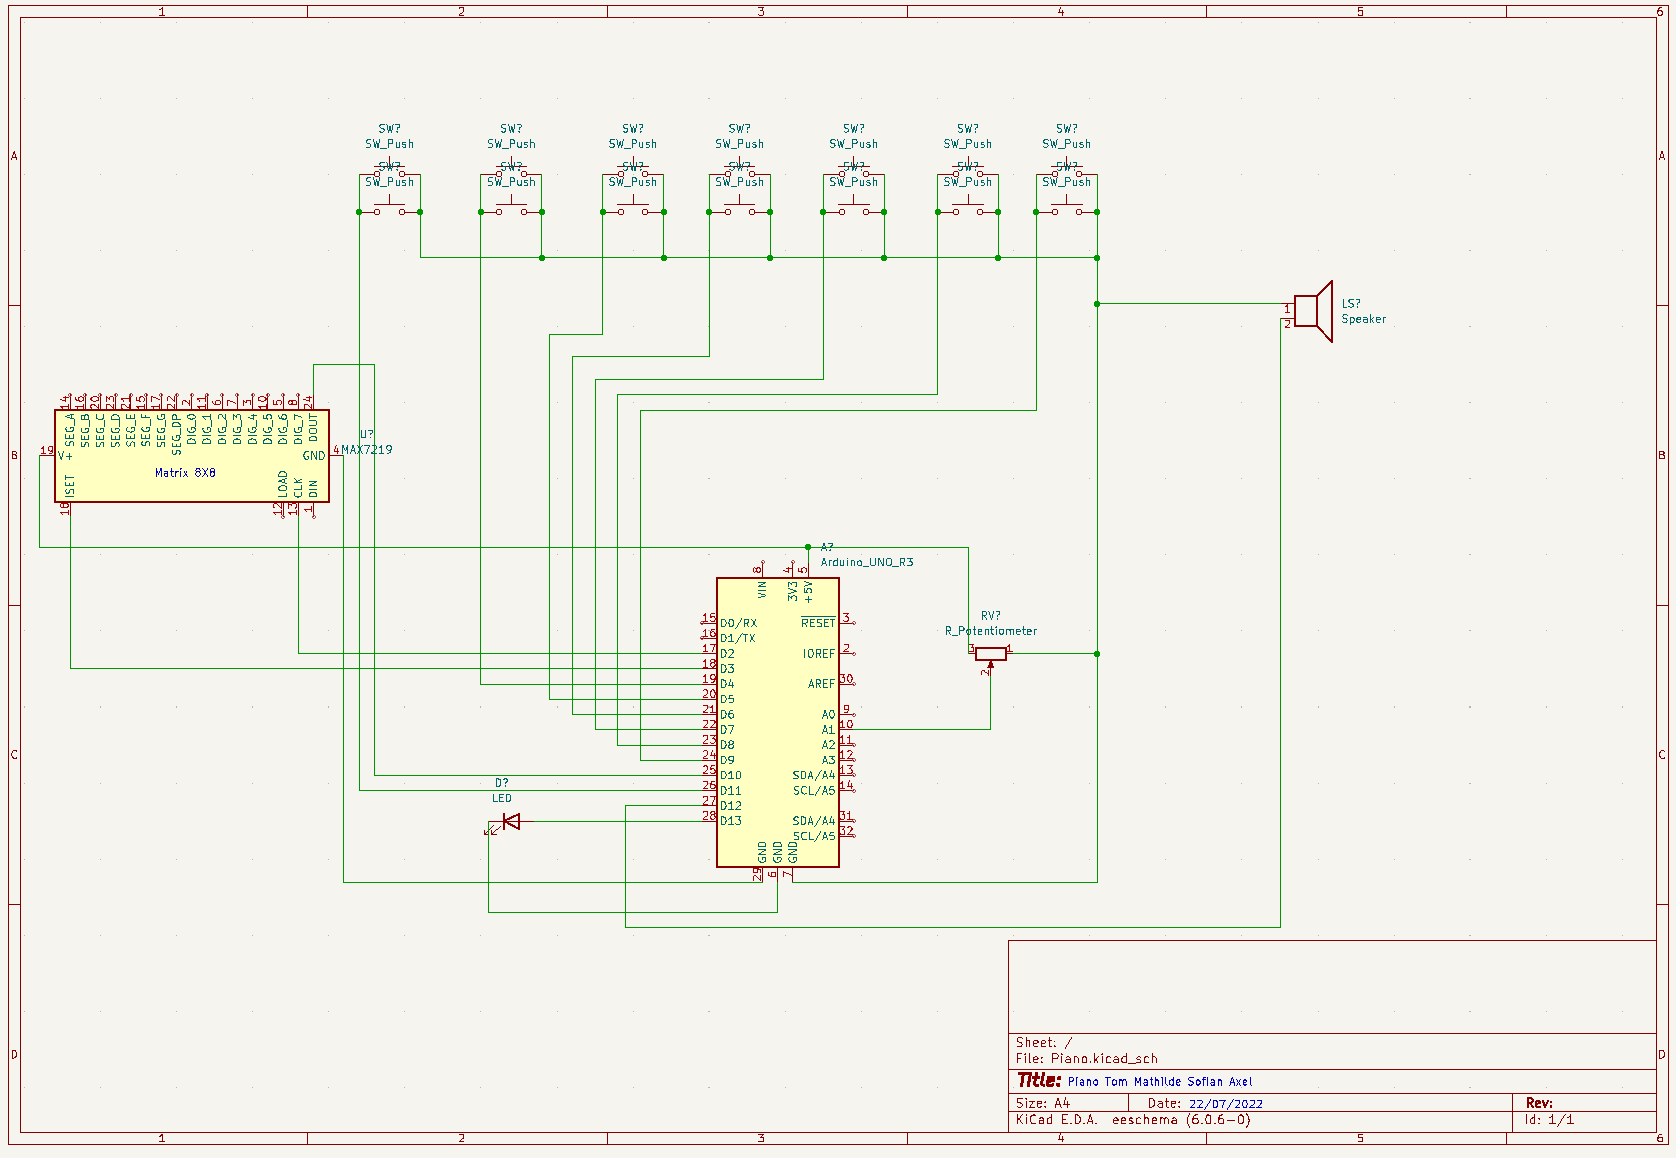 1 2 3 4 5 6
A A
SW? SW? SW? SW? SW? SW? SW?
SW_Push SW_Push SW_Push SW_Push SW_Push SW_Push SW_Push
SW? SW? SW? SW? SW? SW? SW?
SW_Push SW_Push SW_Push SW_Push SW_Push SW_Push SW_Push
1 LS?
2 Speaker
14 16 20 23 21 15 17 22 2 11 6 7 3 10 5 8 24
SEG_A SEG_B SEG_C SEG_D SEG_E SEG_F SEG_G SEG_DP DIG_0 DIG_1 DIG_2 DIG_3 DIG_4 DIG_5 DIG_6 DIG_7 DOUT
U?
MAX7219
B B
19 V+ GND 4
Matrix 8X8
ISET LOAD CLK DIN
18 12 13 1
A?
Arduino_UNO_R3
8 4 5
VIN 3V3 +5V
15 D0/RX RESET 3
16 D1/TX
17 D2 IOREF 2
18 D3
19 D4 AREF 30
20 D5
21 D6 A0 9
22 D7 A1 10
23 D8 A2 11
24 D9 A3 12
25 D10 SDA/A4 13
26 D11 SCL/A5 14
27 D12
28 D13 SDA/A4 31
SCL/A5 32
GND GND GND
29 6 7
RV?
R_Potentiometer
3 1
2
C C
D?
LED
D D
Sheet: /
File: Piano.kicad_sch
Title: Piano Tom Mathilde Sofian Axel
Size: A4 Date: 22/07/2022 Rev:
KiCad E.D.A. eeschema (6.0.6-0) Id: 1/1
1 2 3 4 5 6